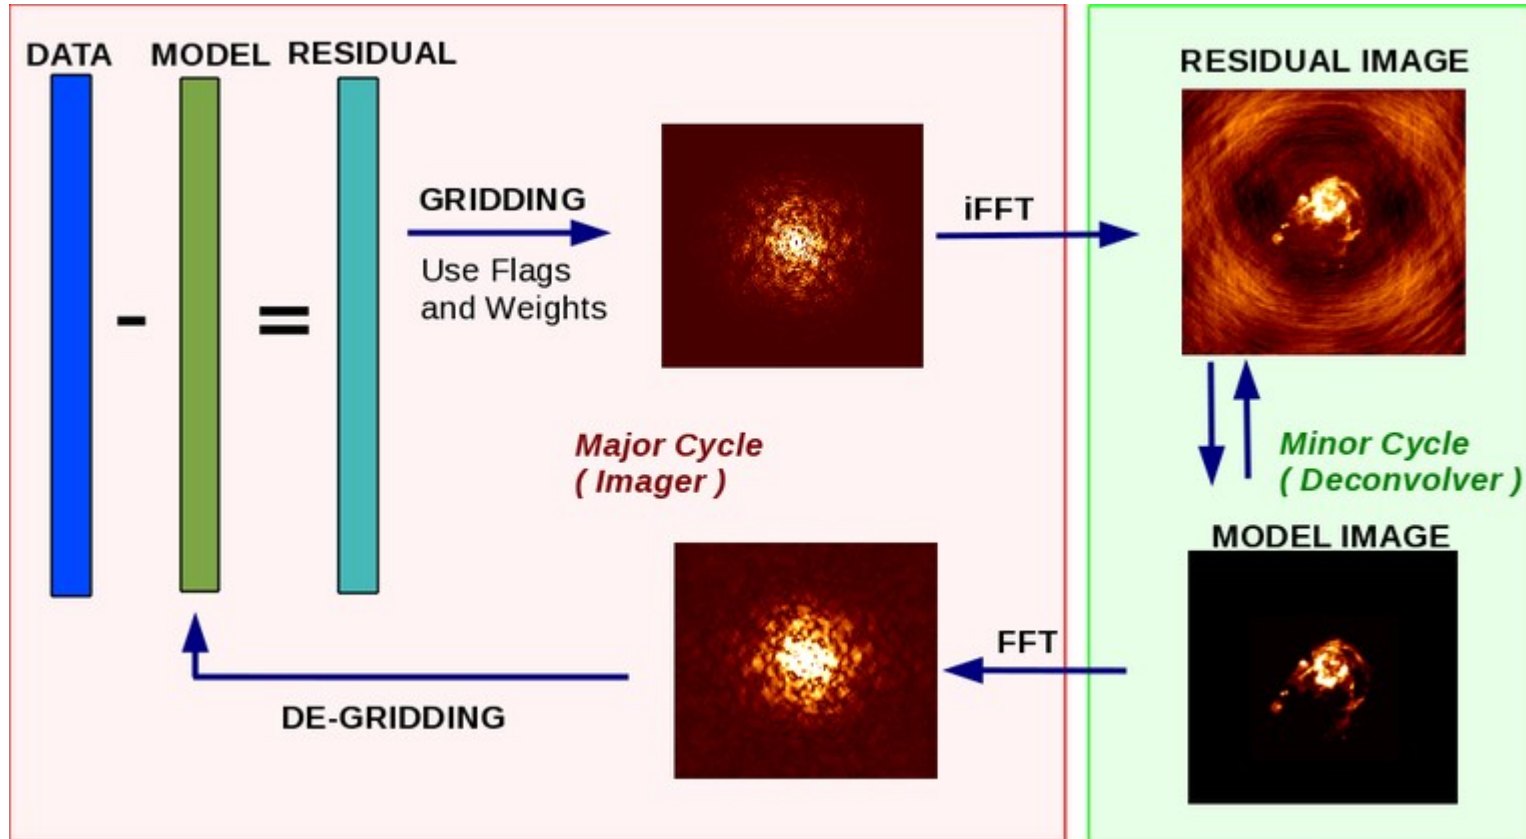 DATA
MODEL
RESIDUAL
-
=
GRIDDING
Use Flags
and Weights
iFFT
RESIDUAL IMAGE
Major Cycle
( Imager )
Minor Cycle
( Deconvolver )
MODEL IMAGE
FFT
DE-GRIDDING